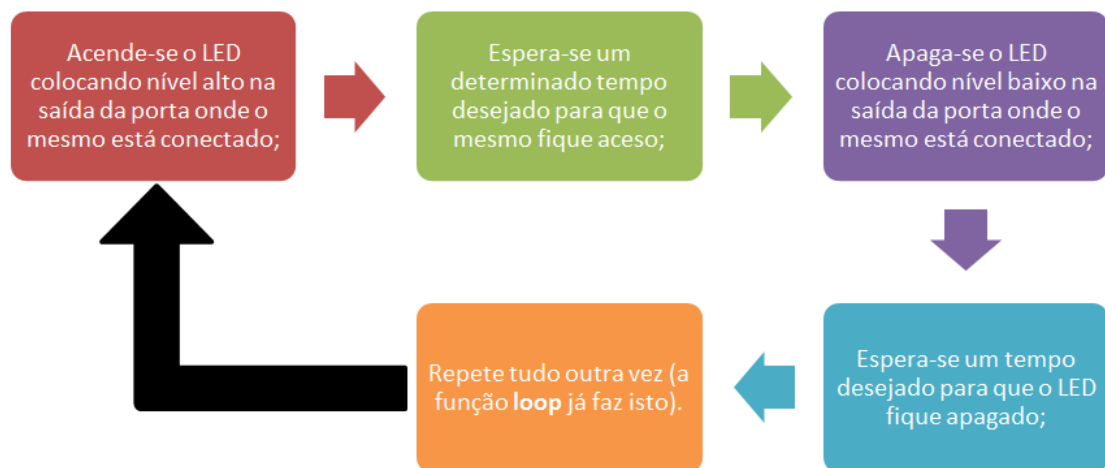 Acende-se o LED
colocando nível alto na
saída da porta onde o
mesmo está conectado;
Espera-se um
determinado tempo
desejado para que o
mesmo fique aceso;
Apaga-se o LED
colocando nível baixo na
saída da porta onde o
mesmo está conectado;
Espera-se um tempo
desejado para que o LED
fique apagado;
Repete tudo outra vez (a
função loop já faz isto).